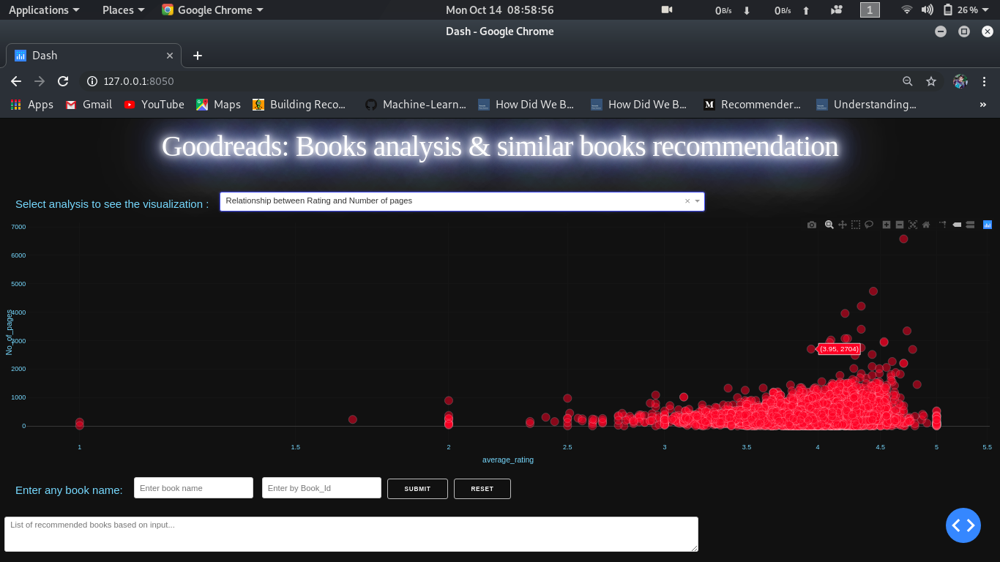 Applications Places Google Chrome Mon Oct 14 08:58:56 0B/s 0B/s 1 26%
Dash - Google Chrome
Dash
127.0.0.1:8050
Apps Gmail YouTube Maps Building Reco... Machine-Learn... How Did We B... How Did We B... Recommender... Understanding... »
Goodreads: Books analysis & similar books recommendation
Select analysis to see the visualization : Relationship between Rating and Number of pages
7000
6000
5000
4000
3000
2000
1000
0
No_of_pages
(3.95, 2704)
1 1.5 2 2.5 3 3.5 4 4.5 5 5.5
average_rating
Enter any book name: Enter book name Enter by Book_Id SUBMIT RESET
List of recommended books based on input...